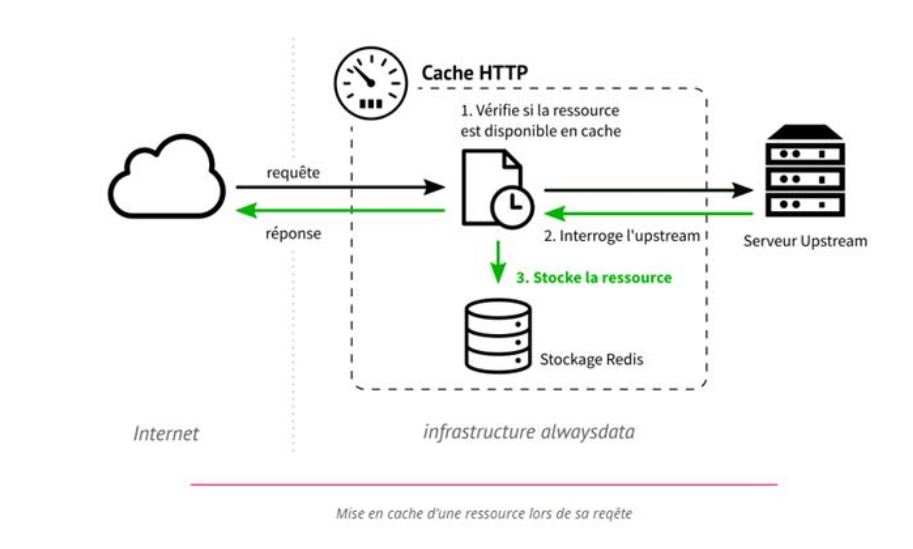 Cache HTTP
1. Vérifie si la ressource
est disponible en cache
requête
réponse
2. Interroge l'upstream
Serveur Upstream
3. Stocke la ressource
Stockage Redis
Internet
infrastructure alwaysdata
Mise en cache d'une ressource lors de sa reqête